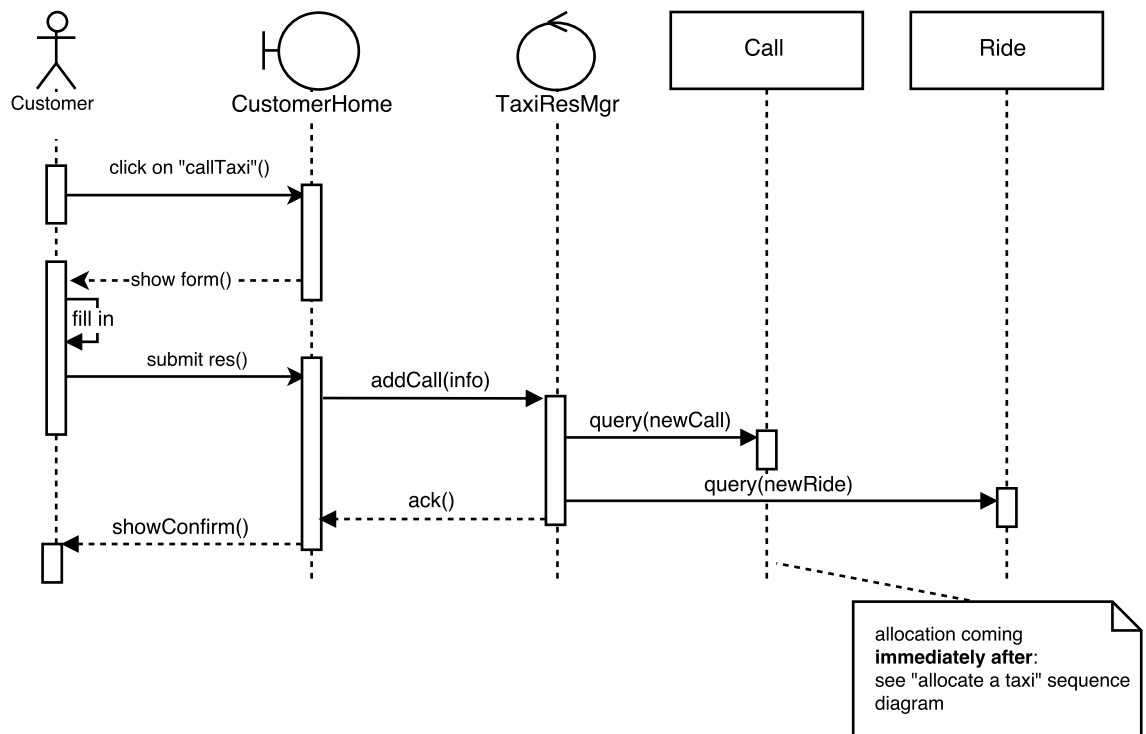 Call
Ride
Customer
CustomerHome
TaxiResMgr
click on "callTaxi"()
show form()
fill in
submit res()
addCall(info)
query(newCall)
query(newRide)
ack()
showConfirm()
allocation coming
immediately after:
see "allocate a taxi" sequence
diagram